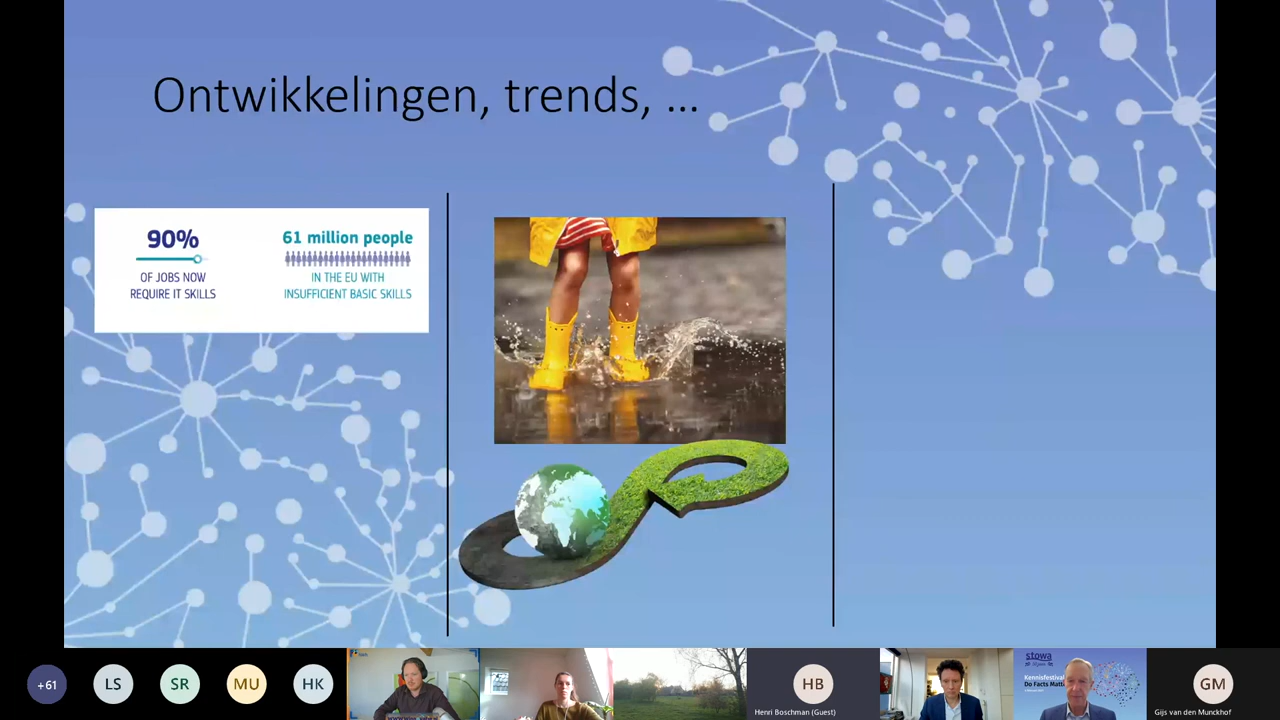 Ontwikkelingen, trends, ...
90%
OF JOBS NOW
REQUIRE IT SKILLS
61 million people
IN THE EU WITH
INSUFFICIENT BASIC SKILLS
+61
LS
SR
MU
HK
HB
Henri Boschman (Guest)
stowa
Kennisfestival
Do Facts Matt
GM
Gijs van den Munckhof